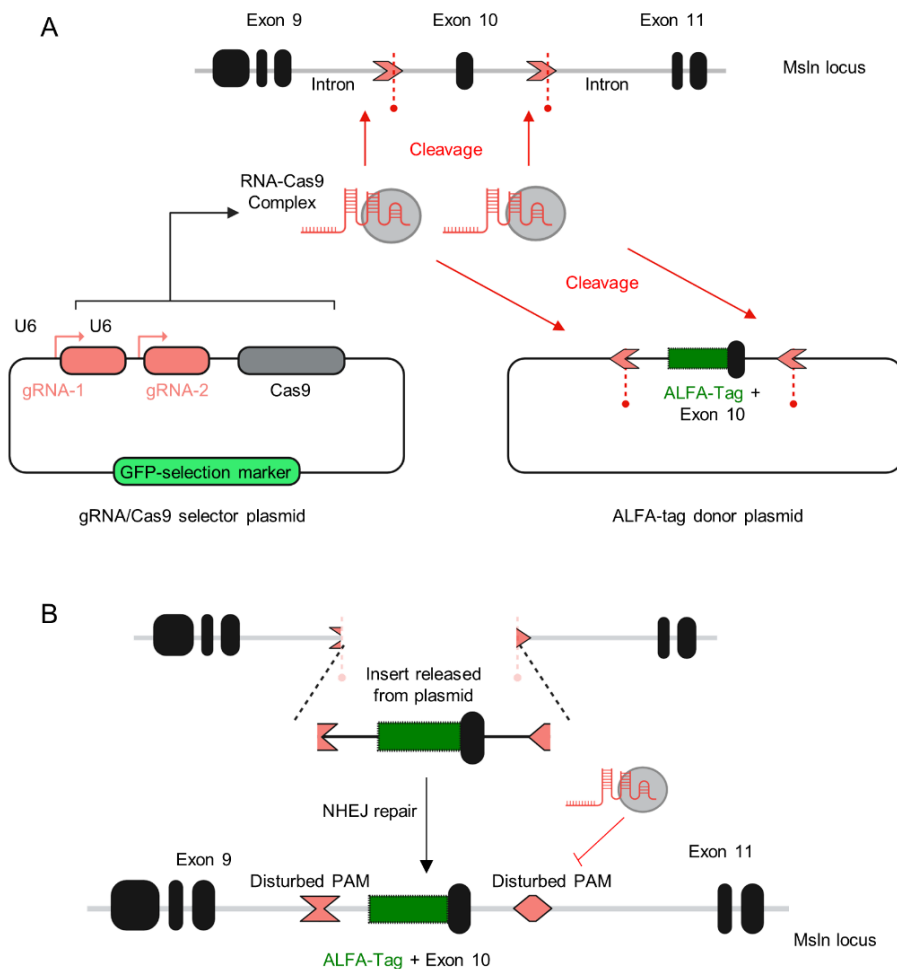 A
Exon 9
Exon 10
Exon 11
Intron
Intron
Msln locus
Cleavage
RNA-Cas9
Complex
Cleavage
U6
U6
gRNA-1
gRNA-2
Cas9
GFP-selection marker
gRNA/Cas9 selector plasmid
ALFA-Tag +
Exon 10
ALFA-tag donor plasmid
B
Insert released
from plasmid
NHEJ repair
Exon 9
Exon 11
Disturbed PAM
Disturbed PAM
Msln locus
ALFA-Tag + Exon 10